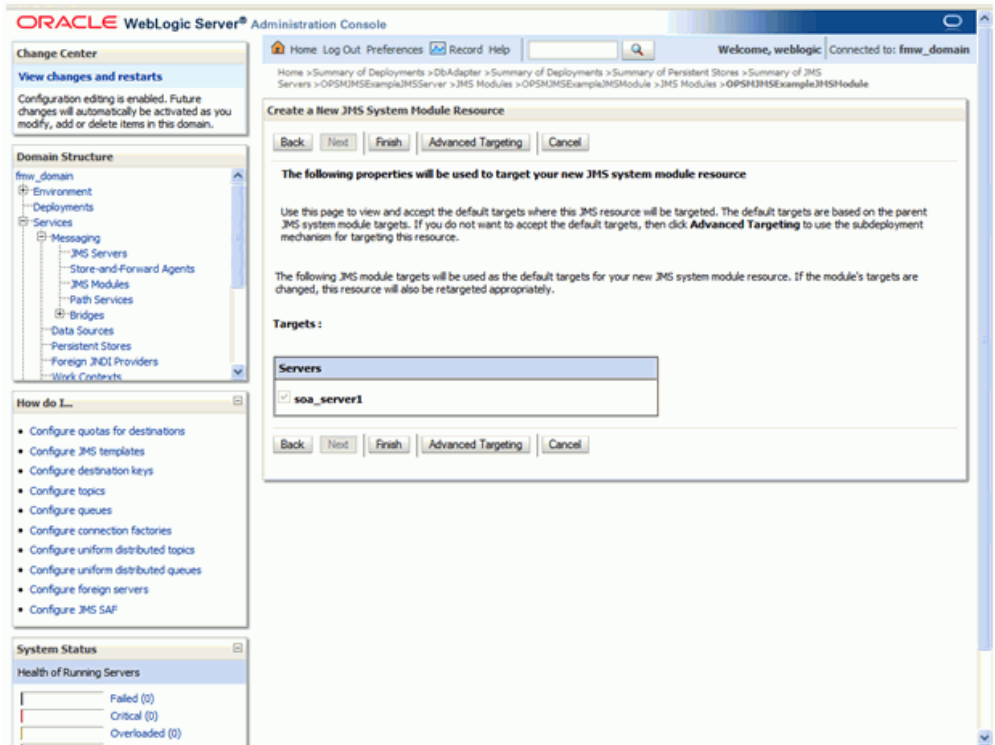 ORACLE WebLogic Server® Administration Console
Change Center
View changes and restarts
Configuration editing is enabled. Future
changes will automatically be activated as you
modify, add or delete items in this domain.
Domain Structure
fmw_domain
Environment
Deployments
Services
Messaging
JMS Servers
Store-and-Forward Agents
JMS Modules
Path Services
Bridges
Data Sources
Persistent Stores
Foreign JNDI Providers
Work Contexts
How do I...
Configure quotas for destinations
Configure JMS templates
Configure destination keys
Configure topics
Configure queues
Configure connection factories
Configure uniform distributed topics
Configure uniform distributed queues
Configure foreign servers
Configure JMS SAF
System Status
Health of Running Servers
Failed (0)
Critical (0)
Overloaded (0)
Home Log Out Preferences Record Help
Welcome, weblogic Connected to: fmw_domain
Home >Summary of Deployments >DbAdapter >Summary of Deployments >Summary of Persistent Stores >Summary of JMS
Servers >OPSMJMSExampleJMSServer >JMS Modules >OPSMJMSExampleJMSModule >JMS Modules >OPSMJMSExampleJMSModule
Create a New JMS System Module Resource
Back Next Finish Advanced Targeting Cancel
The following properties will be used to target your new JMS system module resource
Use this page to view and accept the default targets where this JMS resource will be targeted. The default targets are based on the parent
JMS system module targets. If you do not want to accept the default targets, then click Advanced Targeting to use the subdeployment
mechanism for targeting this resource.
The following JMS module targets will be used as the default targets for your new JMS system module resource. If the module's targets are
changed, this resource will also be retargeted appropriately.
Targets :
Servers
soa_server1
Back Next Finish Advanced Targeting Cancel